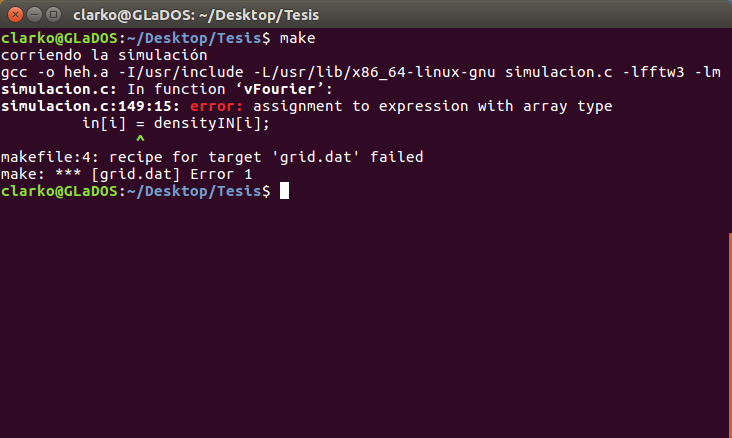 clarko@GLaDOS: ~/Desktop/Tesis
clarko@GLaDOS:~/Desktop/Tesis$ make
corriendo la simulación
gcc -o heh.a -I/usr/include -L/usr/lib/x86_64-linux-gnu simulacion.c -lfftw3 -lm
simulacion.c: In function ‘vFourier’:
simulacion.c:149:15: error: assignment to expression with array type
         in[i] = densityIN[i];
               ^
makefile:4: recipe for target 'grid.dat' failed
make: *** [grid.dat] Error 1
clarko@GLaDOS:~/Desktop/Tesis$